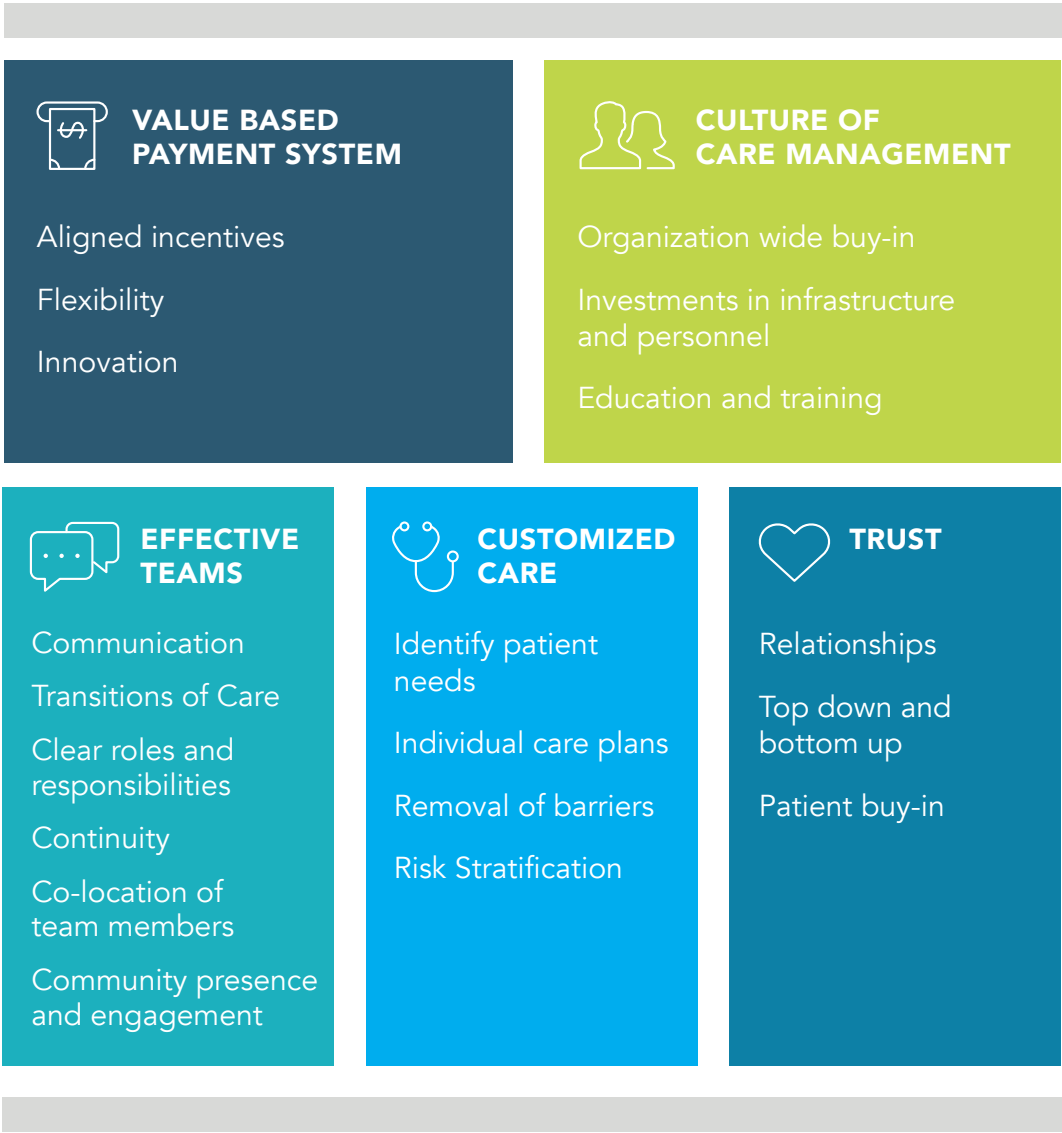 VALUE BASED
PAYMENT SYSTEM
Aligned incentives
Flexibility
Innovation
CULTURE OF
CARE MANAGEMENT
Organization wide buy-in
Investments in infrastructure
and personnel
Education and training
EFFECTIVE
TEAMS
Communication
Transitions of Care
Clear roles and
responsibilities
Continuity
Co-location of
team members
Community presence
and engagement
CUSTOMIZED
CARE
Identify patient
needs
Individual care plans
Removal of barriers
Risk Stratification
TRUST
Relationships
Top down and
bottom up
Patient buy-in